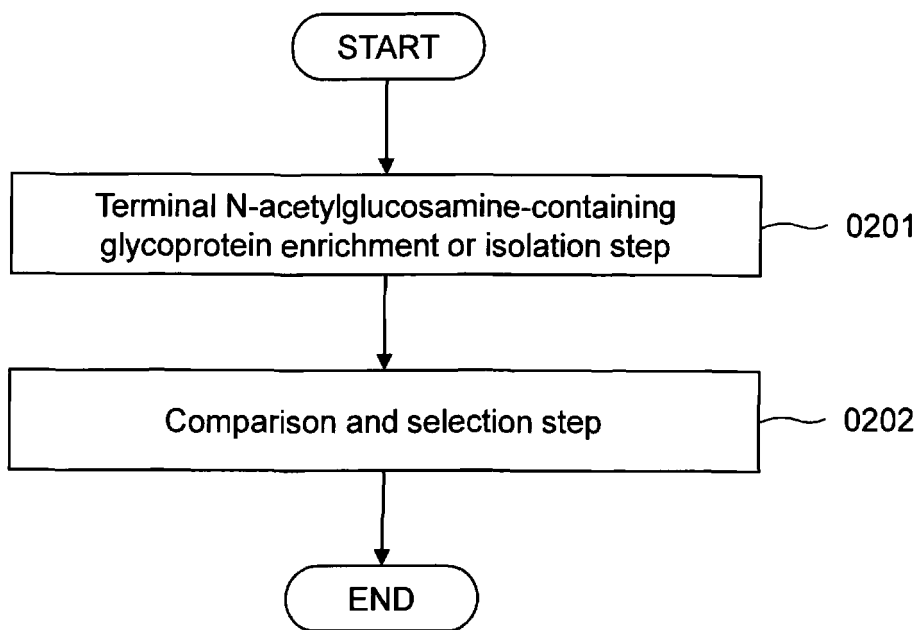 START
Terminal N-acetylglucosamine-containing
glycoprotein enrichment or isolation step
0201
Comparison and selection step
0202
END